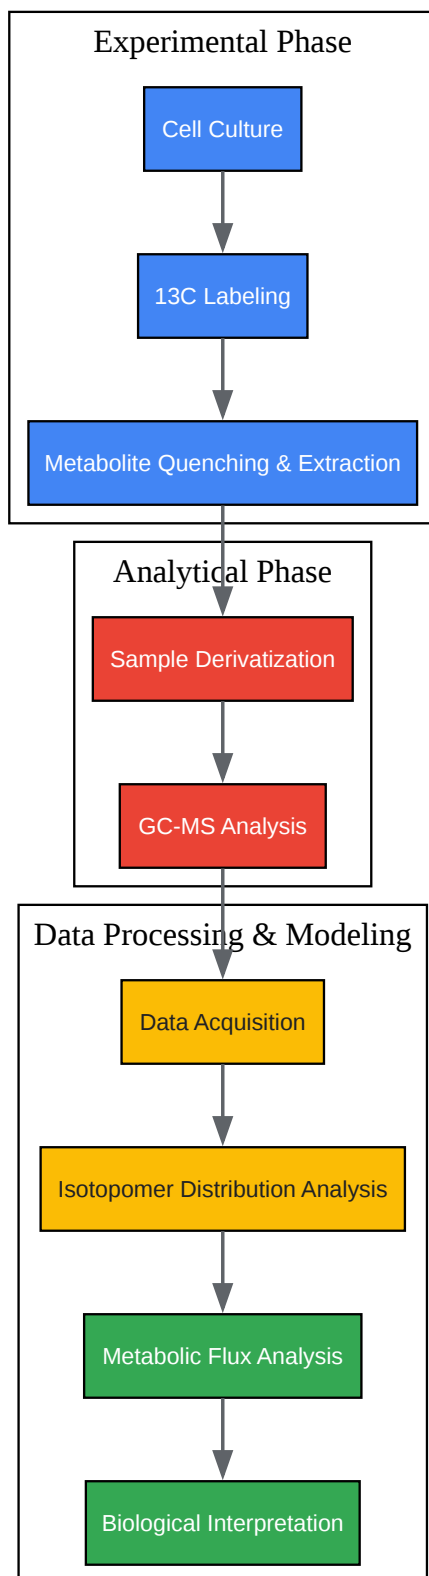 Experimental Phase
Cell Culture
13C Labeling
Metabolite Quenching & Extraction
Analytical Phase
Sample Derivatization
GC-MS Analysis
Data Processing & Modeling
Data Acquisition
Isotopomer Distribution Analysis
Metabolic Flux Analysis
Biological Interpretation